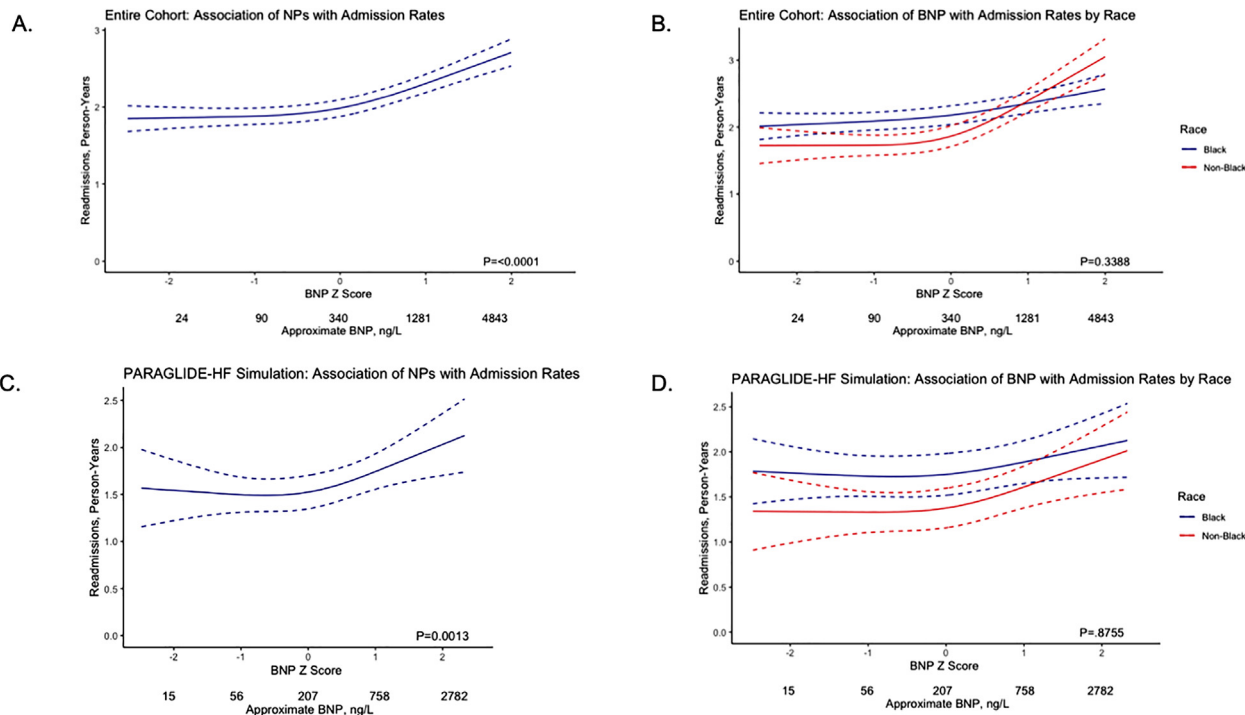 A.
Entire Cohort: Association of NPs with Admission Rates
Readmissions, Person-Years
3
2
1
0
P=<0.0001
-2 -1 0 1 2
BNP Z Score
24 90 340 1281 4843
Approximate BNP, ng/L
B.
Entire Cohort: Association of BNP with Admission Rates by Race
Readmissions, Person-Years
3
2
1
0
P=0.3388
-2 -1 0 1 2
BNP Z Score
24 90 340 1281 4843
Approximate BNP, ng/L
Race
Black
Non-Black
C.
PARAGLIDE-HF Simulation: Association of NPs with Admission Rates
Readmissions, Person-Years
2.5
2.0
1.5
1.0
0.5
0.0
P=0.0013
-2 -1 0 1 2
BNP Z Score
15 56 207 758 2782
Approximate BNP, ng/L
D.
PARAGLIDE-HF Simulation: Association of BNP with Admission Rates by Race
Readmissions, Person-Years
2.5
2.0
1.5
1.0
0.5
0.0
P=.8755
-2 -1 0 1 2
BNP Z Score
15 56 207 758 2782
Approximate BNP, ng/L
Race
Black
Non-Black